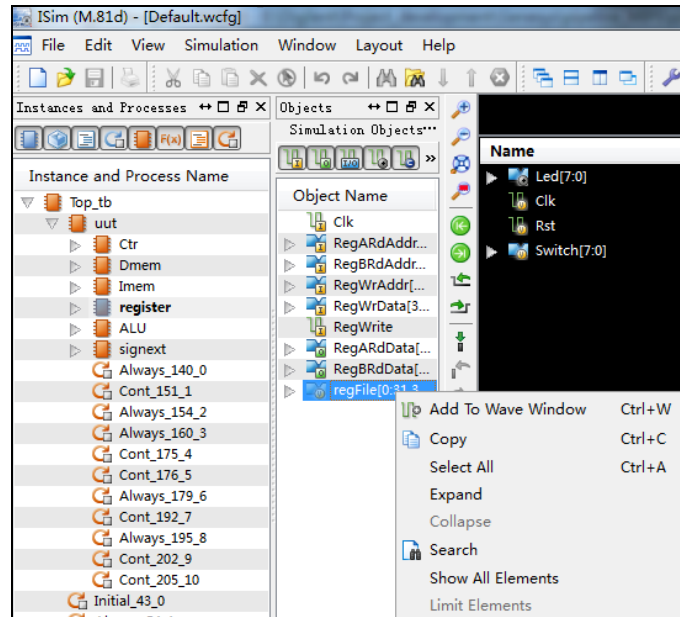 ISim (M.81d) - [Default.wcfg]
File Edit View Simulation Window Layout Help
Instances and Processes
Objects
Simulation Objects...
F(x)
I/O
»
Instance and Process Name
Object Name
Name
Top_tb
uut
Ctr
Dmem
Imem
register
ALU
signext
Always_140_0
Cont_151_1
Always_154_2
Always_160_3
Cont_175_4
Cont_176_5
Always_179_6
Cont_192_7
Always_195_8
Cont_202_9
Cont_205_10
Initial_43_0
Clk
RegARdAddr...
RegBRdAddr...
RegWrAddr[...
RegWrData[3...
RegWrite
RegARdData[...
RegBRdData[...
regFile[0:31,3...
Led[7:0]
Clk
Rst
Switch[7:0]
Add To Wave Window Ctrl+W
Copy Ctrl+C
Select All Ctrl+A
Expand
Collapse
Search
Show All Elements
Limit Elements